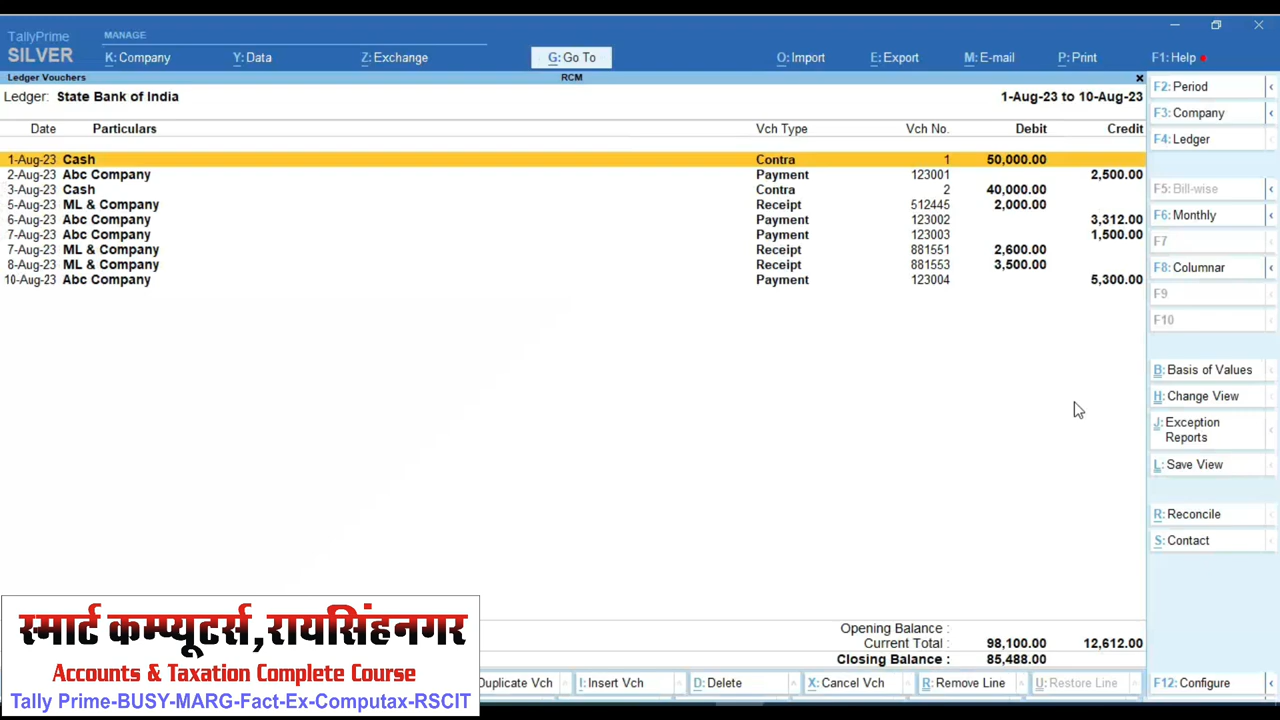 TallyPrime
SILVER
MANAGE
K: Company Y: Data Z: Exchange G: Go To O: Import E: Export M: E-mail P: Print F1: Help
Ledger Vouchers RCM
Ledger: State Bank of India 1-Aug-23 to 10-Aug-23
Date Particulars Vch Type Vch No. Debit Credit
1-Aug-23 Cash Contra 1 50,000.00
2-Aug-23 Abc Company Payment 123001 2,500.00
3-Aug-23 Cash Contra 2 40,000.00
5-Aug-23 ML & Company Receipt 512445 2,000.00
6-Aug-23 Abc Company Payment 123002 3,312.00
7-Aug-23 Abc Company Payment 123003 1,500.00
7-Aug-23 ML & Company Receipt 881551 2,600.00
8-Aug-23 ML & Company Receipt 881553 3,500.00
10-Aug-23 Abc Company Payment 123004 5,300.00
Opening Balance :
Current Total : 98,100.00 12,612.00
Closing Balance : 85,488.00
Duplicate Vch I: Insert Vch D: Delete X: Cancel Vch R: Remove Line U: Restore Line
F2: Period
F3: Company
F4: Ledger
F5: Bill-wise
F6: Monthly
F7
F8: Columnar
F9
F10
B: Basis of Values
H: Change View
J: Exception
Reports
L: Save View
R: Reconcile
S: Contact
F12: Configure
स्मार्ट कम्प्यूटर्स,रायसिंहनगर
Accounts & Taxation Complete Course
Tally Prime-BUSY-MARG-Fact-Ex-Computax-RSCIT